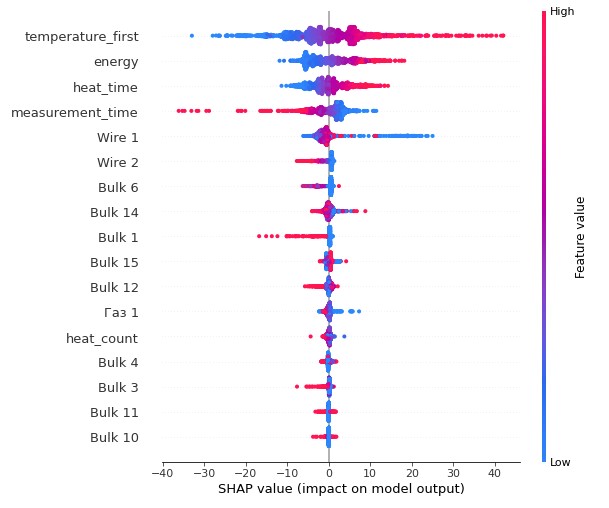 High
temperature_first
energy
heat_time
measurement_time
Wire 1
Wire 2
Bulk 6
Bulk 14
Bulk 1
Bulk 15
Bulk 12
Газ 1
heat_count
Bulk 4
Bulk 3
Bulk 11
Bulk 10
Feature value
Low
−40 −30 −20 −10 0 10 20 30 40
SHAP value (impact on model output)